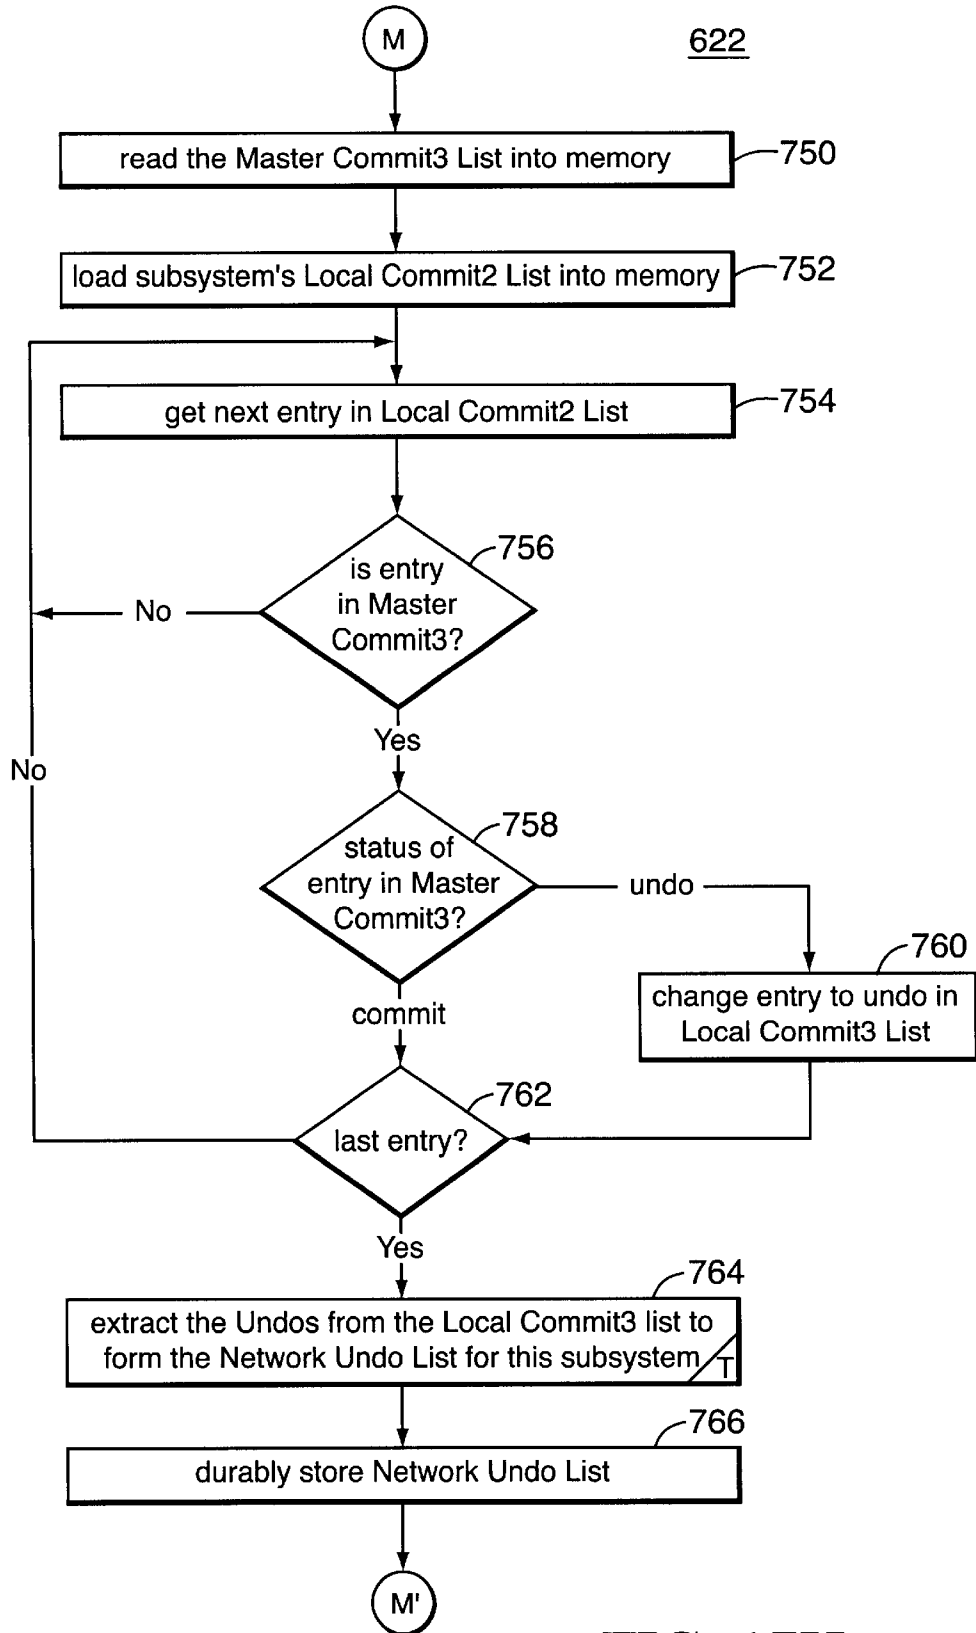 M
622
read the Master Commit3 List into memory
750
load subsystem's Local Commit2 List into memory
752
get next entry in Local Commit2 List
754
756
is entry
in Master
Commit3?
No
Yes
No
758
status of
entry in Master
Commit3?
undo
760
change entry to undo in
Local Commit3 List
commit
762
last entry?
Yes
764
extract the Undos from the Local Commit3 list to
form the Network Undo List for this subsystem
T
766
durably store Network Undo List
M'